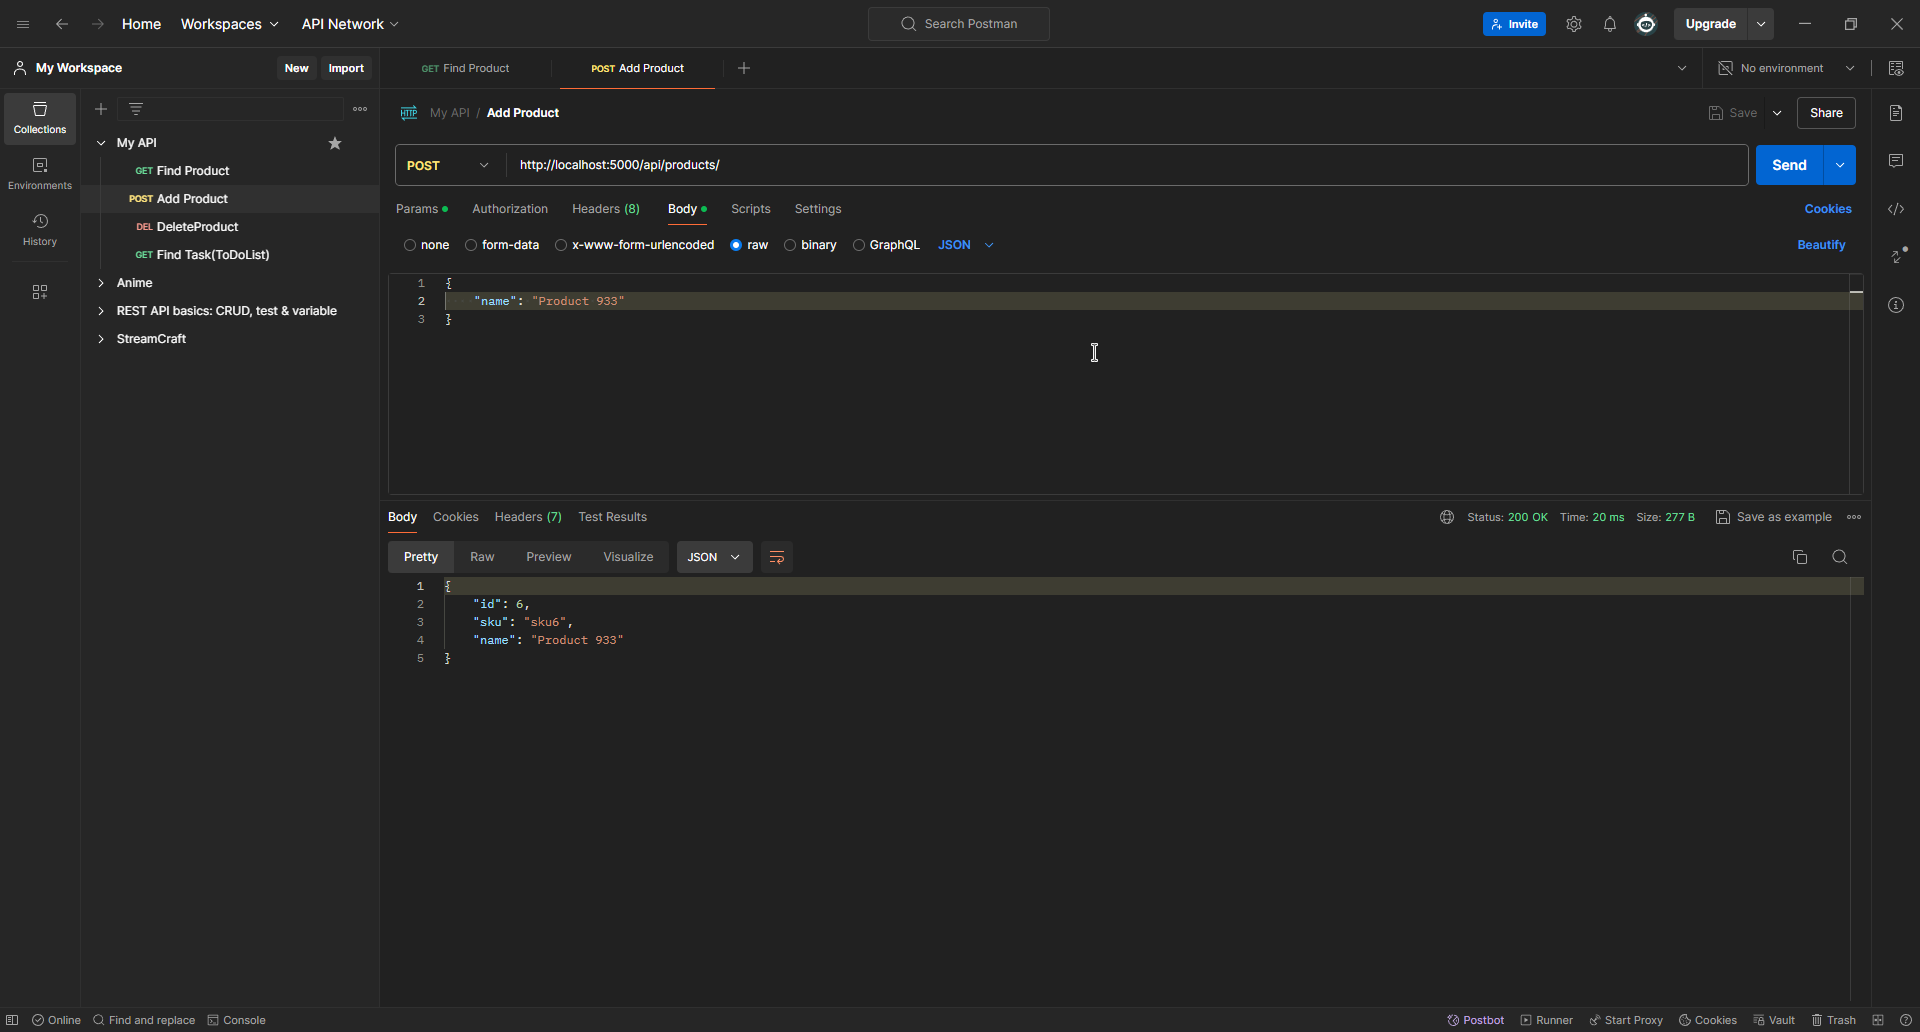 Home Workspaces API Network Search Postman Invite Upgrade
My Workspace New Import GET Find Product POST Add Product No environment
Collections
Environments
History
My API
GET Find Product
POST Add Product
DEL DeleteProduct
GET Find Task(ToDoList)
Anime
REST API basics: CRUD, test & variable
StreamCraft
HTTP My API / Add Product Save Share
POST http://localhost:5000/api/products/ Send
Params Authorization Headers (8) Body Scripts Settings Cookies
none form-data x-www-form-urlencoded raw binary GraphQL JSON Beautify
1 {
2 "name": "Product 933"
3 }
Body Cookies Headers (7) Test Results Status: 200 OK Time: 20 ms Size: 277 B Save as example
Pretty Raw Preview Visualize JSON
1 {
2 "id": 6,
3 "sku": "sku6",
4 "name": "Product 933"
5 }
Online Find and replace Console Postbot Runner Start Proxy Cookies Vault Trash